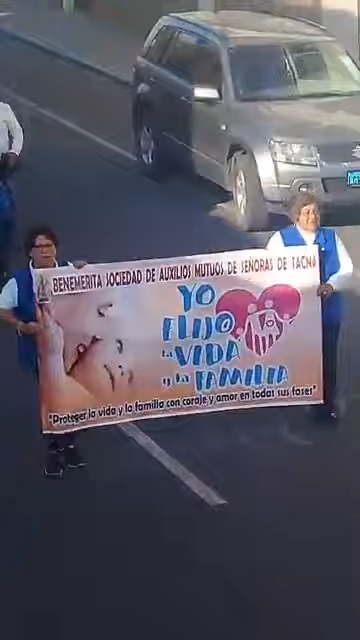 BENEMERITA SOCIEDAD DE AUXILIOS MUTUOS DE SEÑORAS DE TACNA
YO
ELIJO
la VIDA
y la FAMILIA
"Proteger la vida y la familia con coraje y amor en todas sus fases"